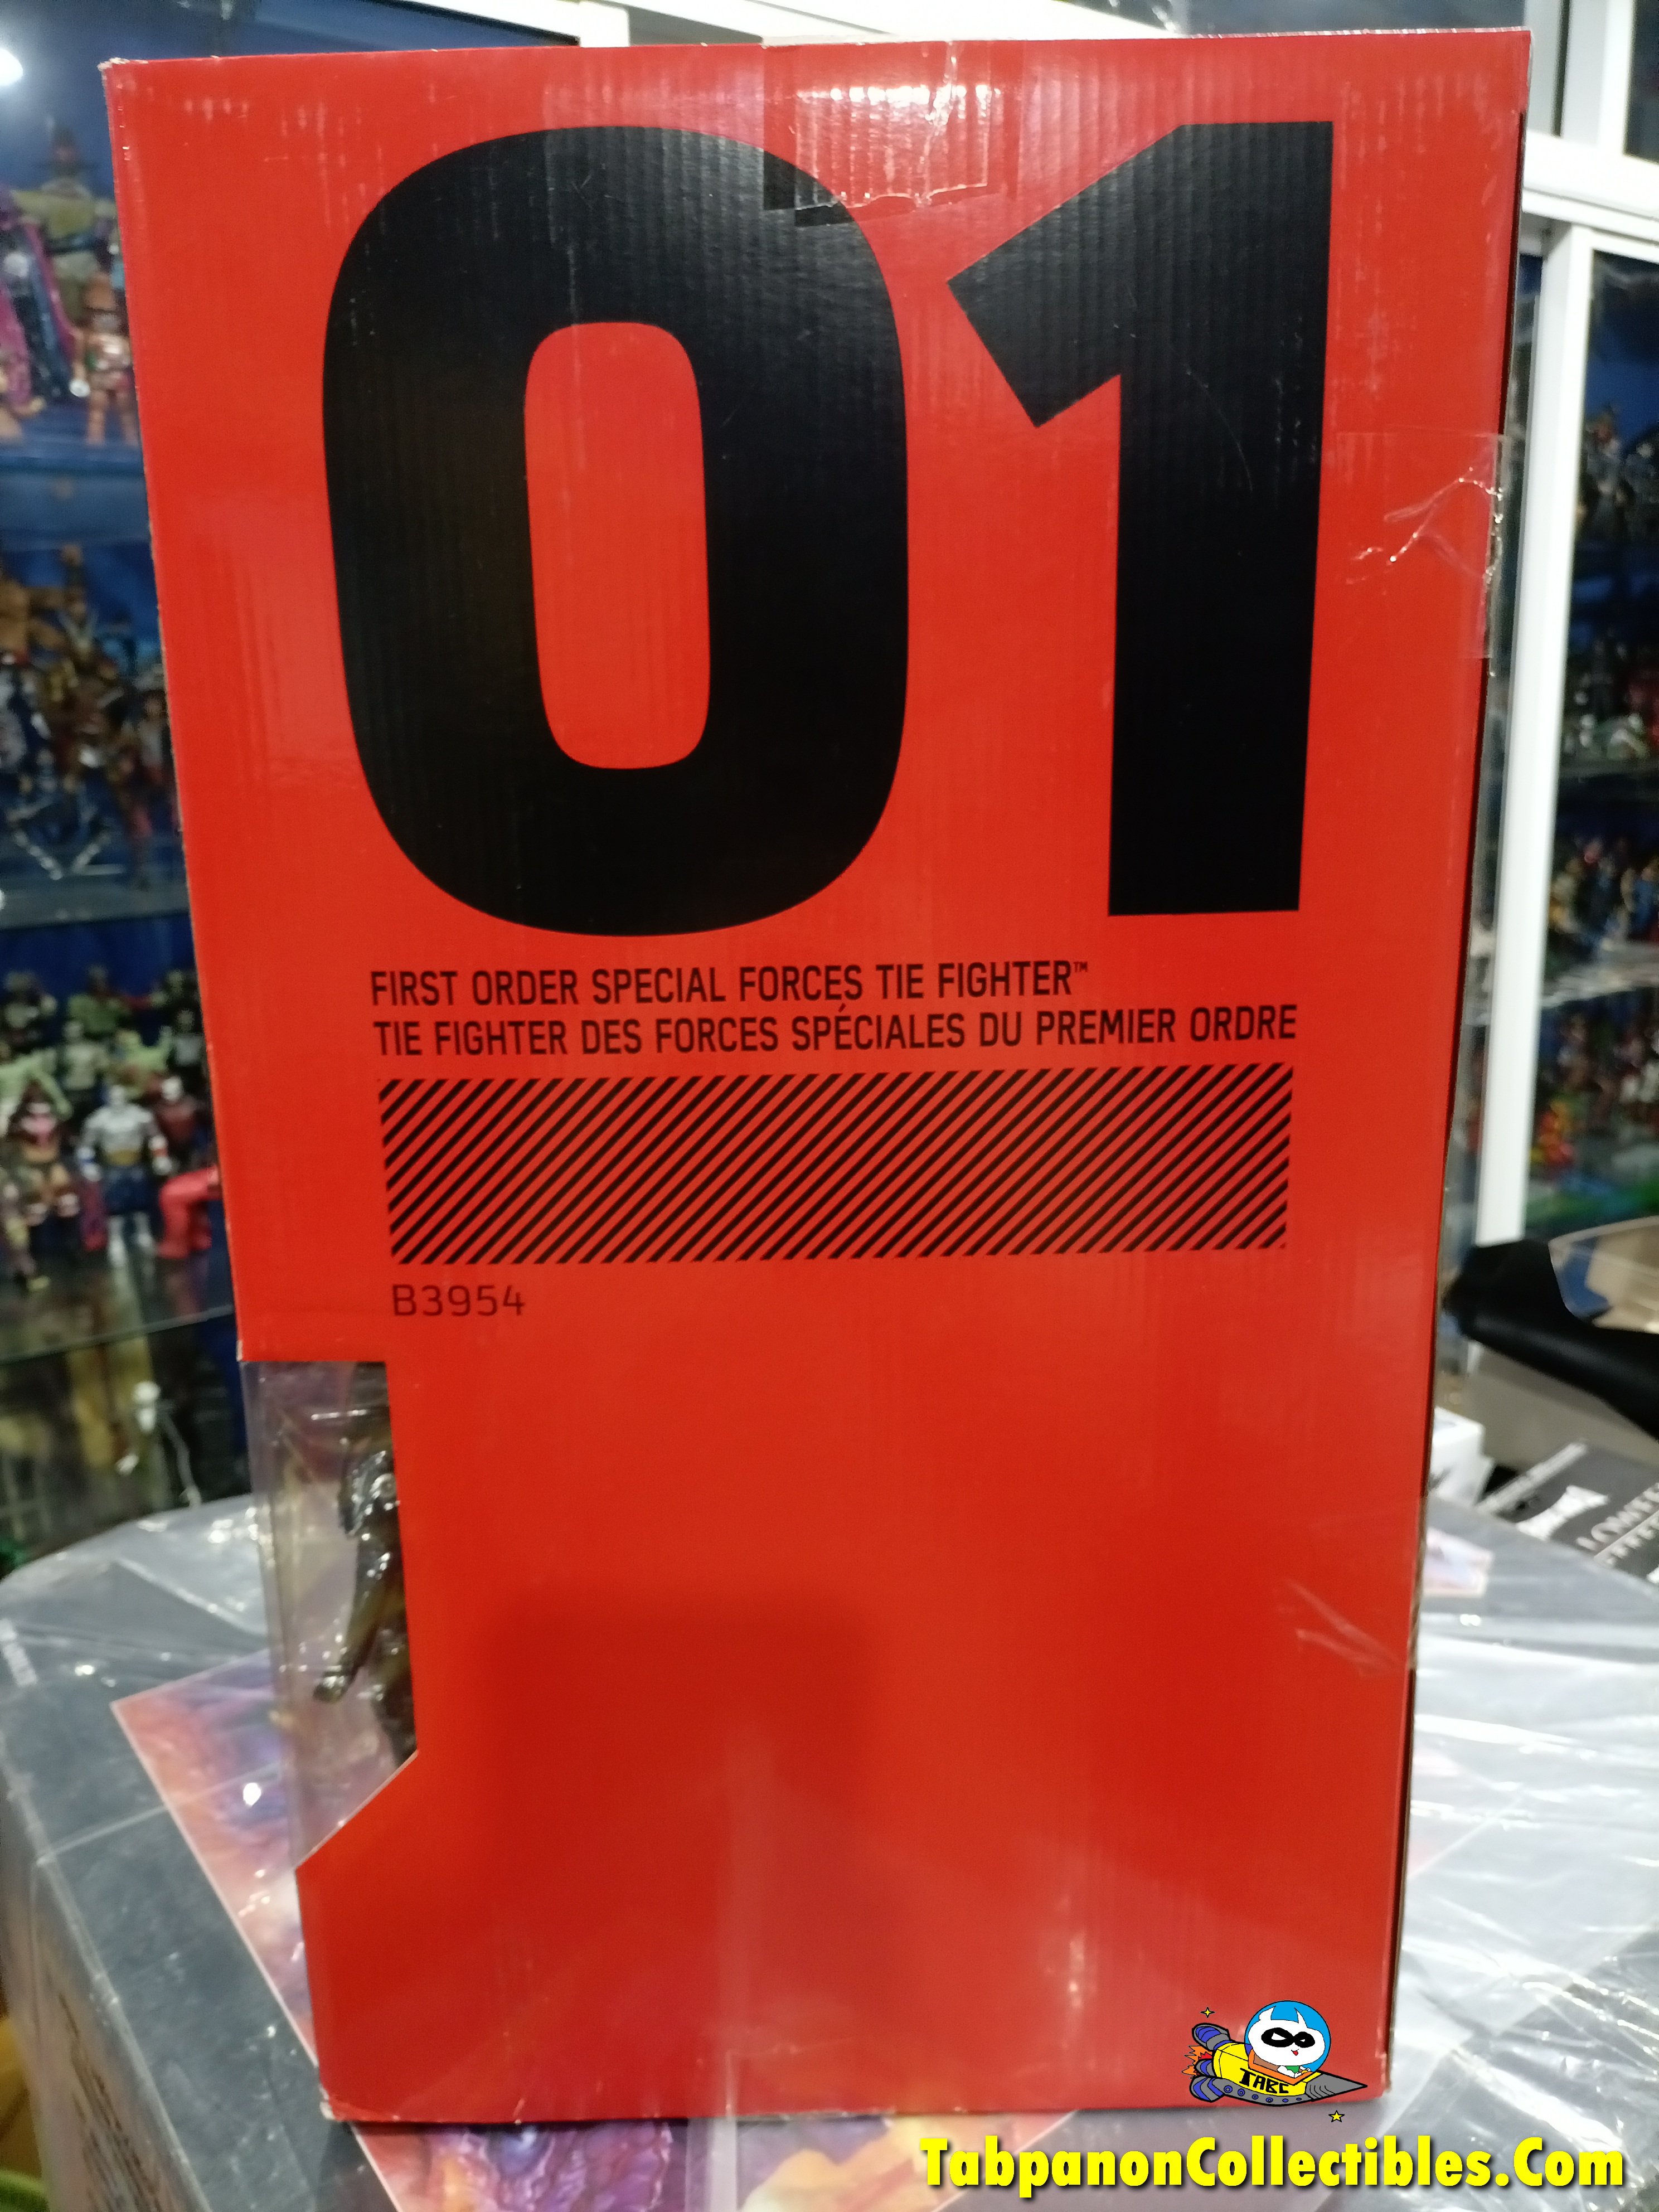 01
FIRST ORDER SPECIAL FORCES TIE FIGHTER™
TIE FIGHTER DES FORCES SPÉCIALES DU PREMIER ORDRE
B3954
TABC
TabpanonCollectibles.Com